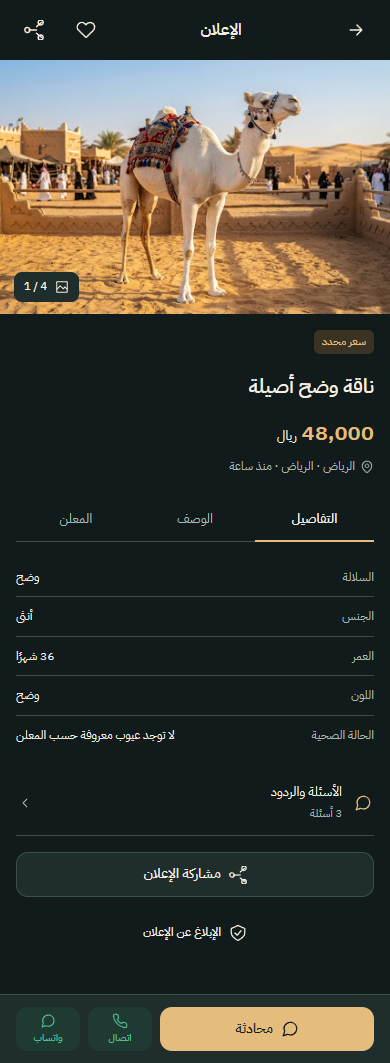 الإعلان
1 / 4
سعر محدد
ناقة وضح أصيلة
48,000 ريال
الرياض · الرياض · منذ ساعة
التفاصيل
الوصف
المعلن
السلالة
وضح
الجنس
أنثى
العمر
36 شهرًا
اللون
وضح
الحالة الصحية
لا توجد عيوب معروفة حسب المعلن
الأسئلة والردود
3 أسئلة
مشاركة الإعلان
الإبلاغ عن الإعلان
محادثة
اتصال
واتساب